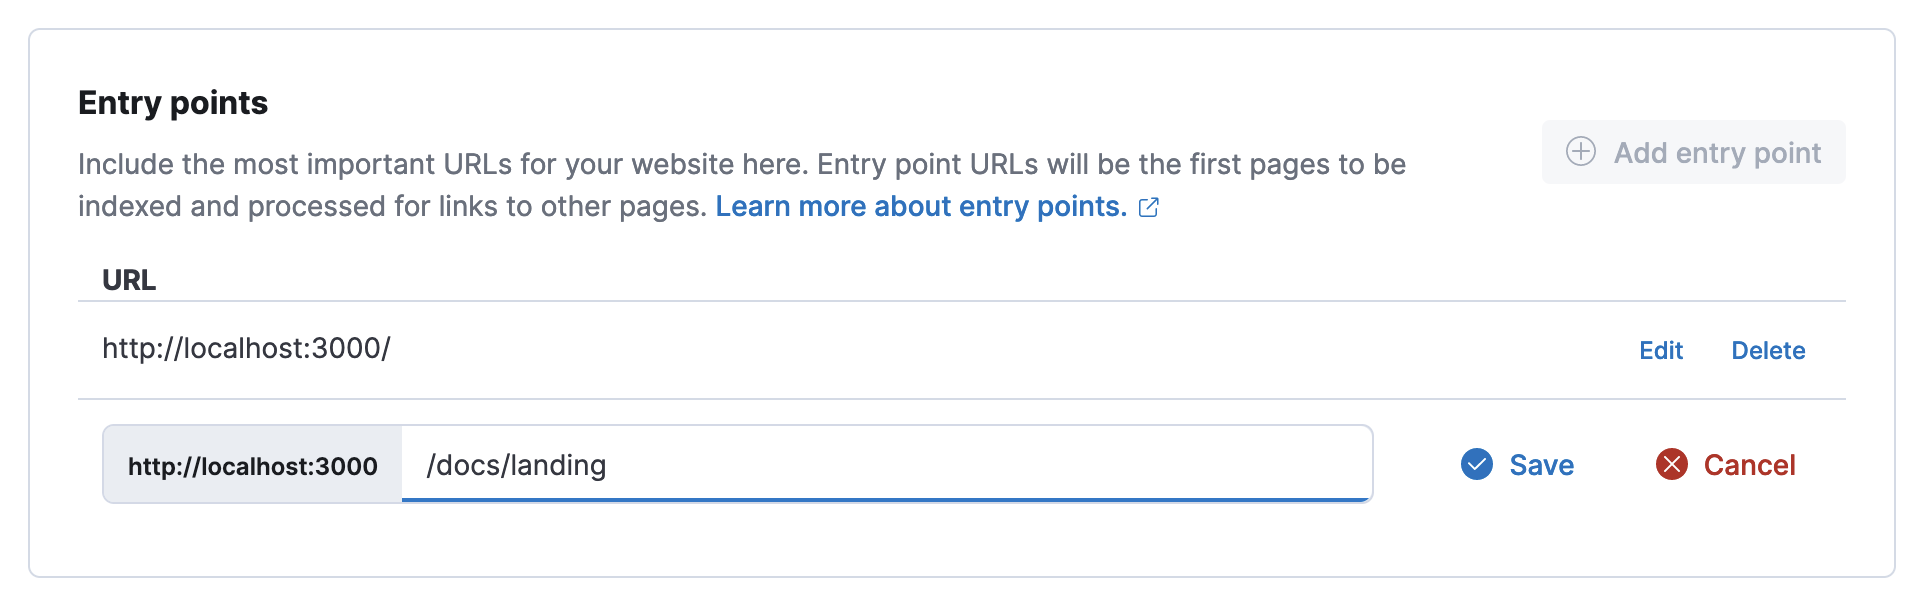 Entry points
Include the most important URLs for your website here. Entry point URLs will be the first pages to be
indexed and processed for links to other pages. Learn more about entry points.
Add entry point
URL
http://localhost:3000/
Edit Delete
http://localhost:3000 /docs/landing Save Cancel